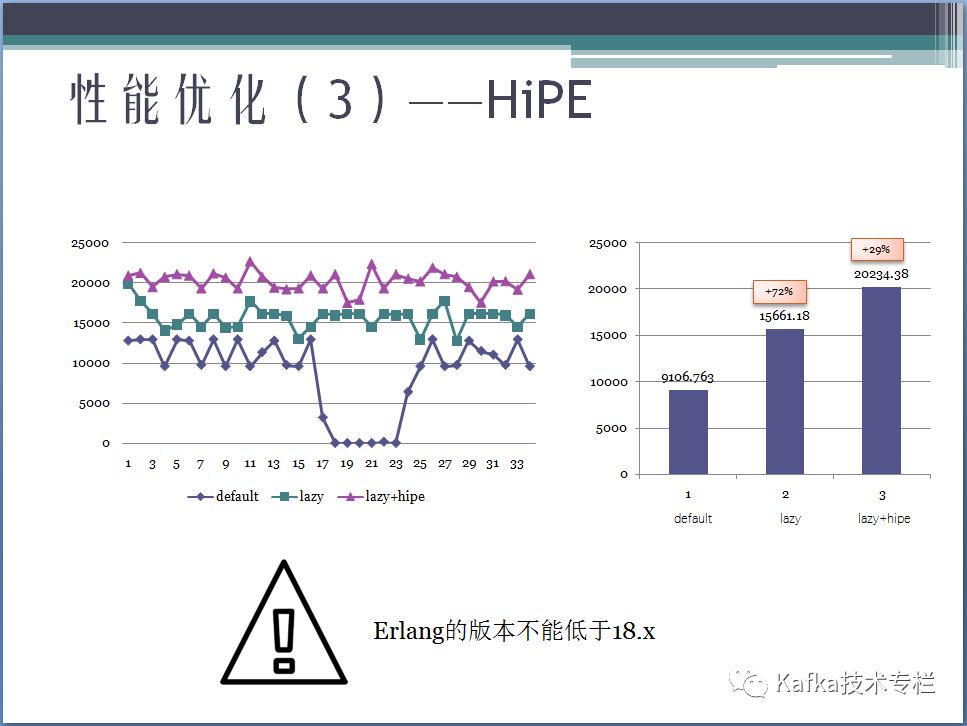 性能优化（3）——HiPE
25000
20000
15000
10000
5000
0
1 3 5 7 9 11 13 15 17 19 21 23 25 27 29 31 33
default lazy lazy+hipe
25000
20000
15000
10000
5000
0
9106.763
+72%
15661.18
+29%
20234.38
1 2 3
default lazy lazy+hipe
!
Erlang的版本不能低于18.x
Kafka技术专栏